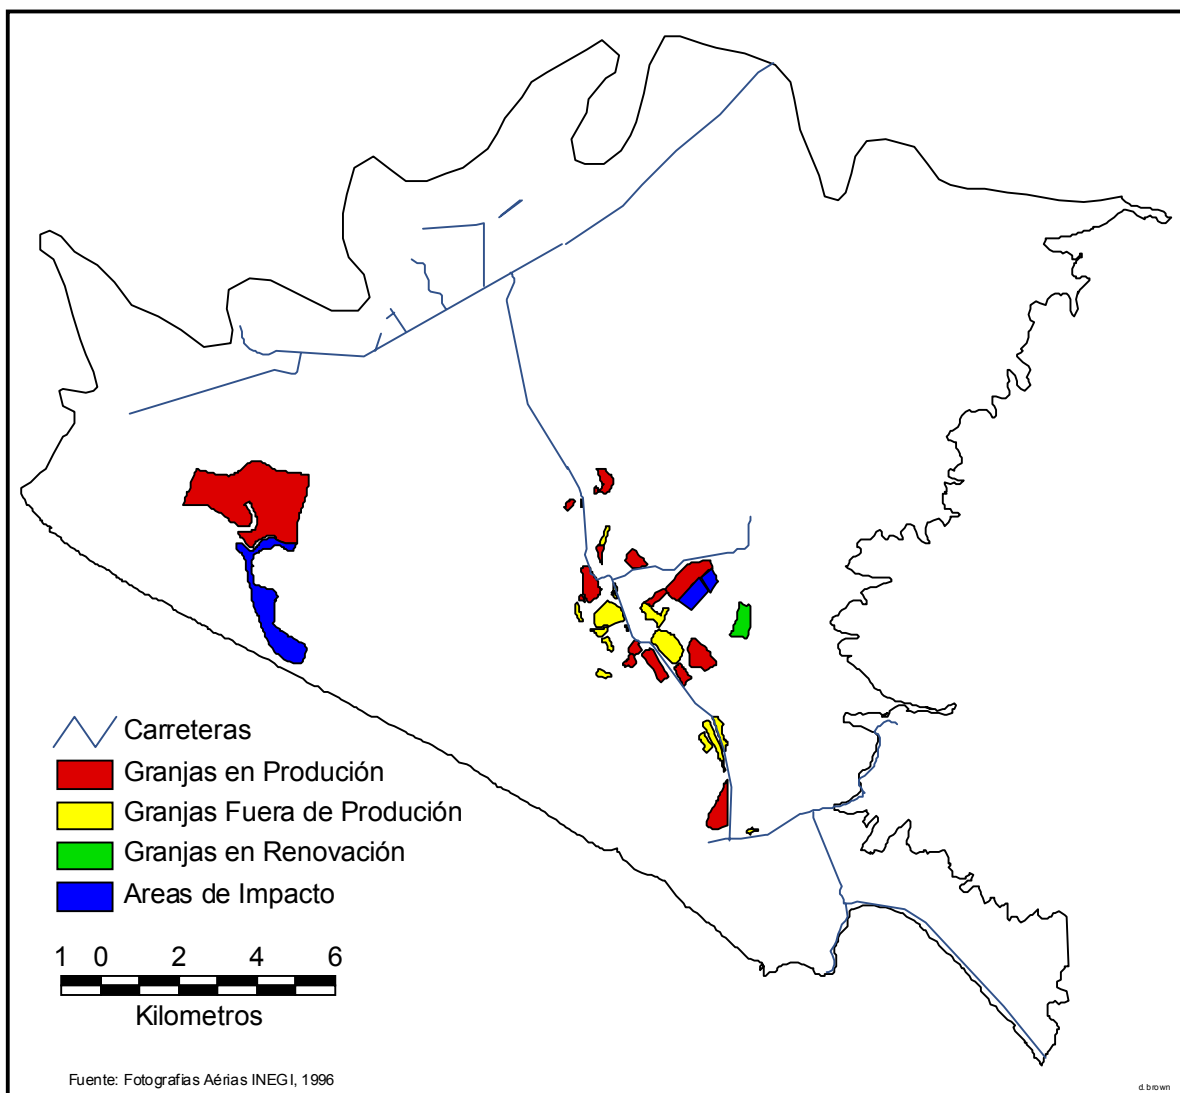 Carreteras
Granjas en Produción
Granjas Fuera de Produción
Granjas en Renovación
Areas de Impacto
1 0 2 4 6
Kilometros
Fuente: Fotografias Aérias INEGI, 1996
d.brown